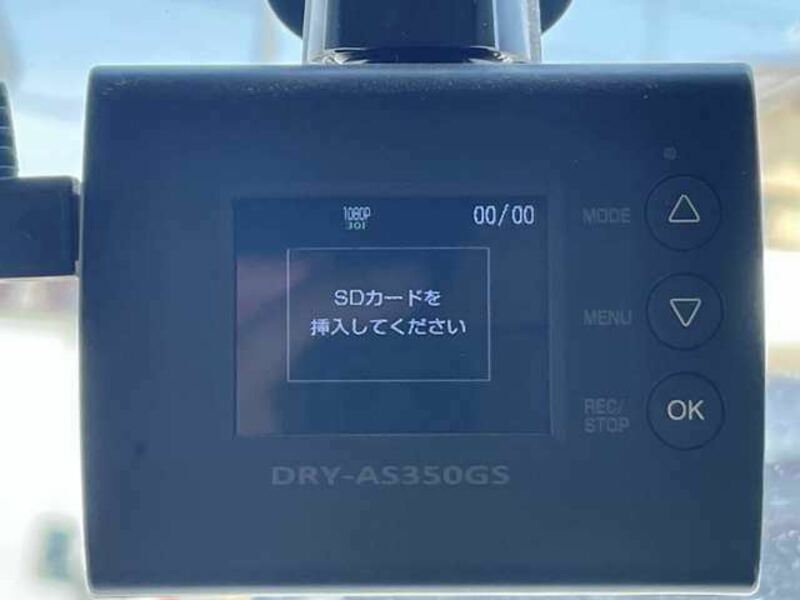 1080P
30f
00/00
SDカードを
挿入してください
MODE
MENU
REC/
STOP
OK
DRY-AS350GS